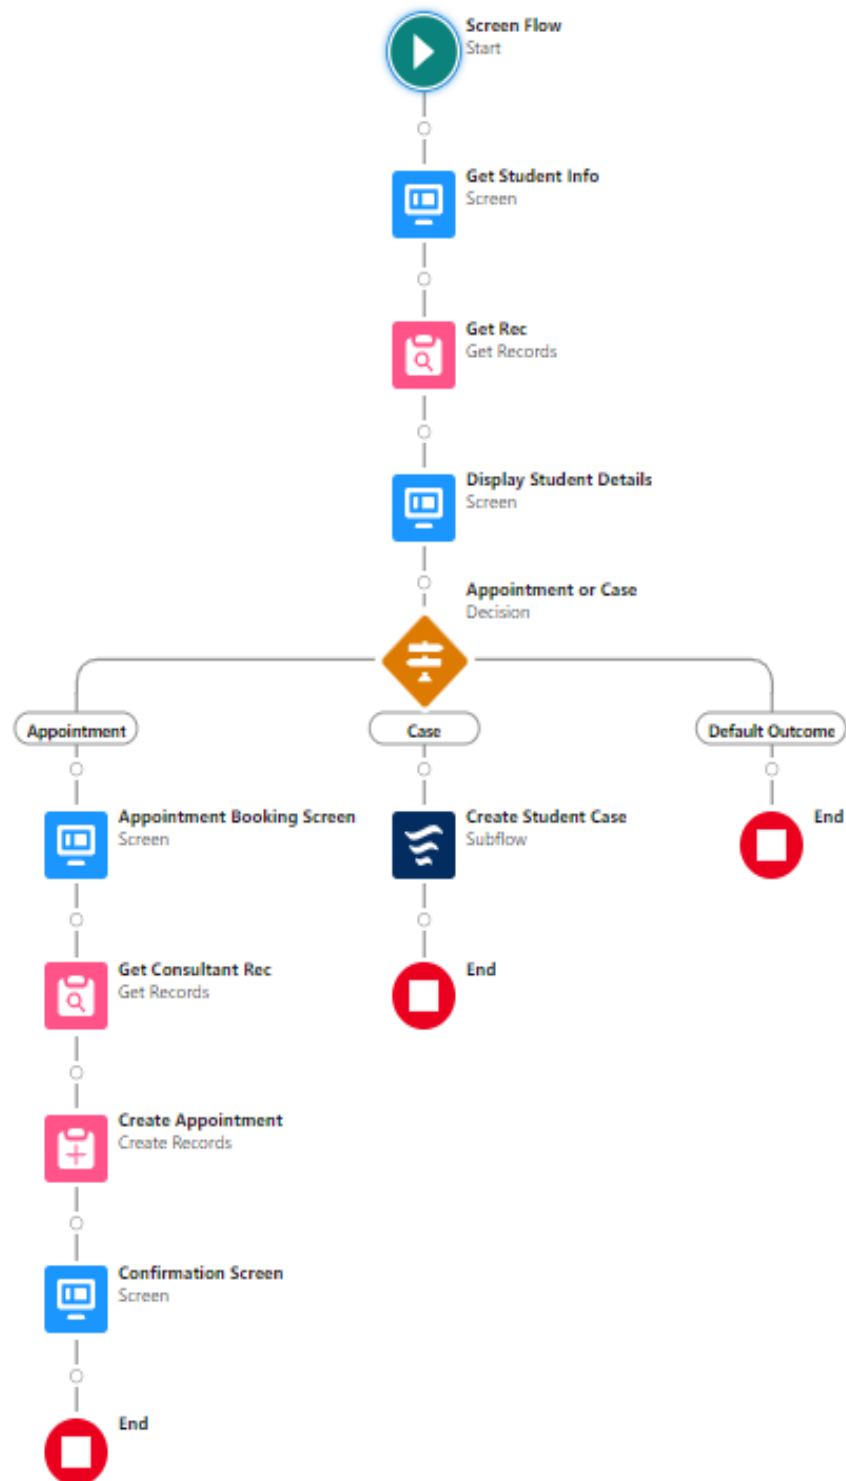 Screen Flow
Start
Get Student Info
Screen
Get Rec
Get Records
Display Student Details
Screen
Appointment or Case
Decision
Appointment
Case
Default Outcome
Appointment Booking Screen
Screen
Create Student Case
Subflow
End
Get Consultant Rec
Get Records
End
Create Appointment
Create Records
Confirmation Screen
Screen
End